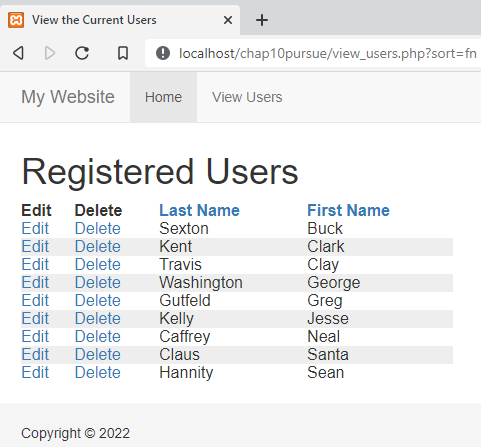 View the Current Users
localhost/chap10pursue/view_users.php?sort=fn
My Website Home View Users
Registered Users
Edit Delete Last Name First Name
Edit Delete Sexton Buck
Edit Delete Kent Clark
Edit Delete Travis Clay
Edit Delete Washington George
Edit Delete Gutfeld Greg
Edit Delete Kelly Jesse
Edit Delete Caffrey Neal
Edit Delete Claus Santa
Edit Delete Hannity Sean
Copyright © 2022